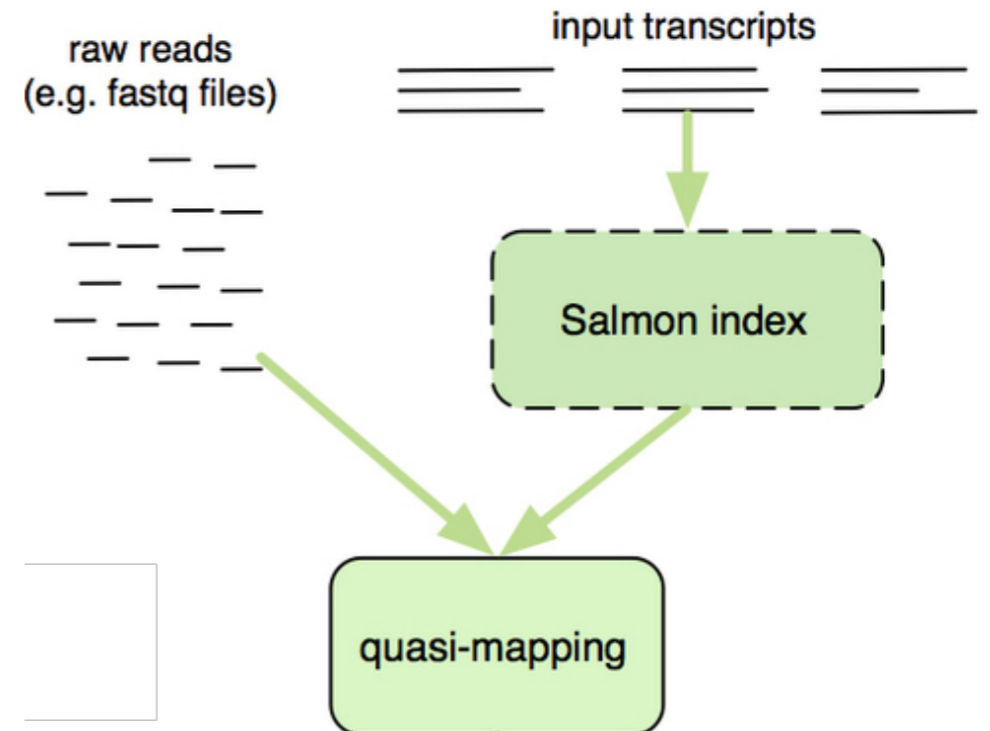 raw reads
(e.g. fastq files)
input transcripts
Salmon index
quasi-mapping